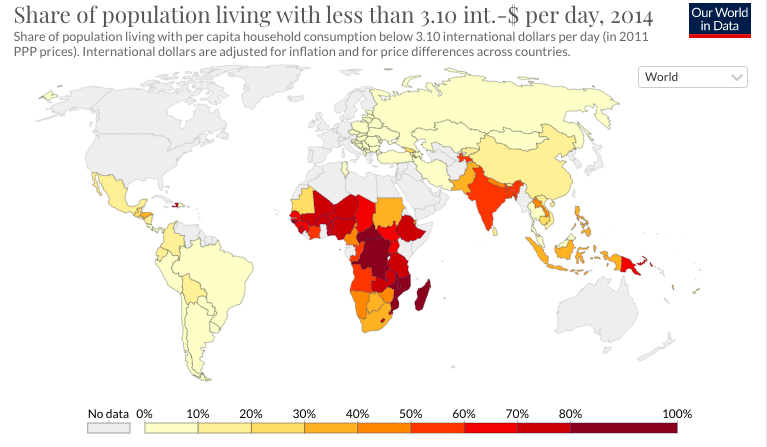 Share of population living with less than 3.10 int.-$ per day, 2014
Our World
in Data
Share of population living with per capita household consumption below 3.10 international dollars per day (in 2011
PPP prices). International dollars are adjusted for inflation and for price differences across countries.
World
No data 0% 10% 20% 30% 40% 50% 60% 70% 80% 100%